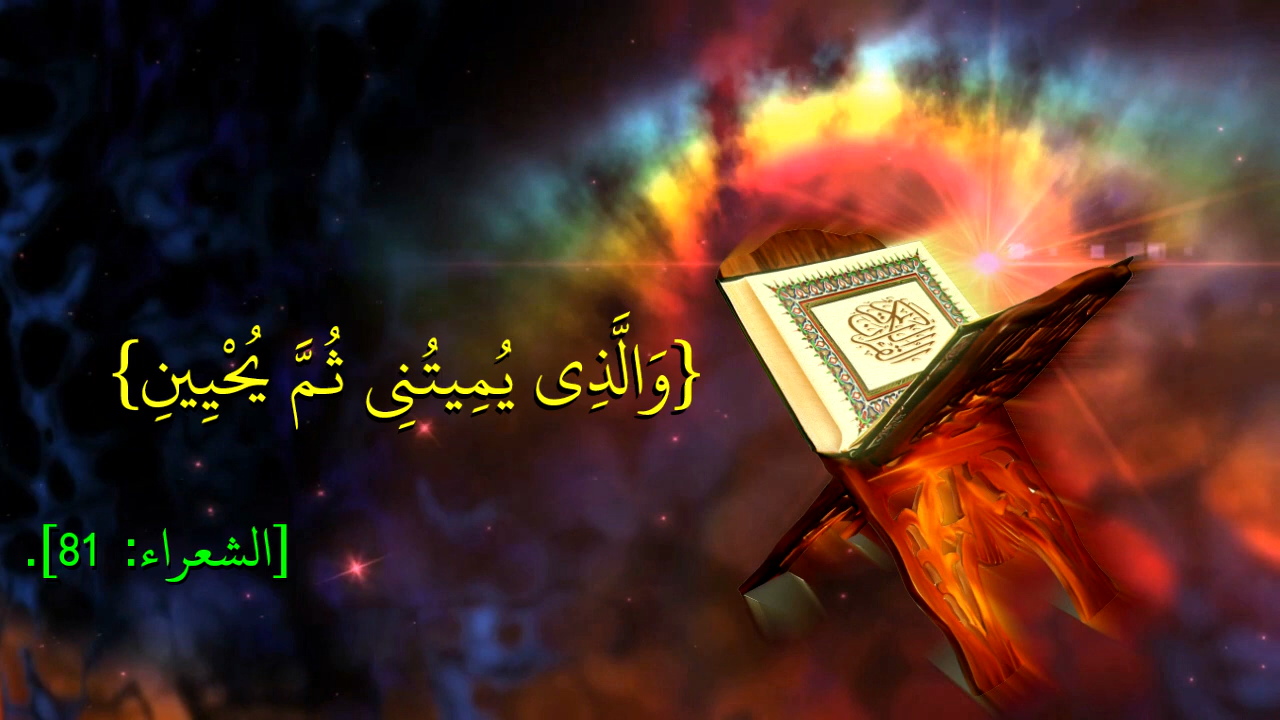 {وَالَّذِى يُمِيتُنِى ثُمَّ يُحْيِينِ}
[الشعراء: 81].